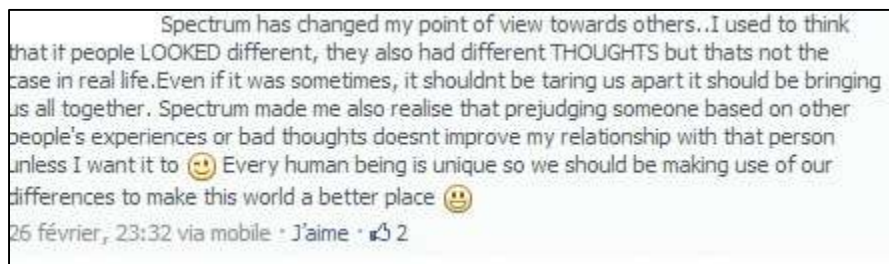 Spectrum has changed my point of view towards others..I used to think
that if people LOOKED different, they also had different THOUGHTS but thats not the
case in real life.Even if it was sometimes, it shouldnt be taring us apart it should be bringing
us all together. Spectrum made me also realise that prejudging someone based on other
people's experiences or bad thoughts doesnt improve my relationship with that person
unless I want it to Every human being is unique so we should be making use of our
differences to make this world a better place
26 février, 23:32 via mobile · J'aime · 2